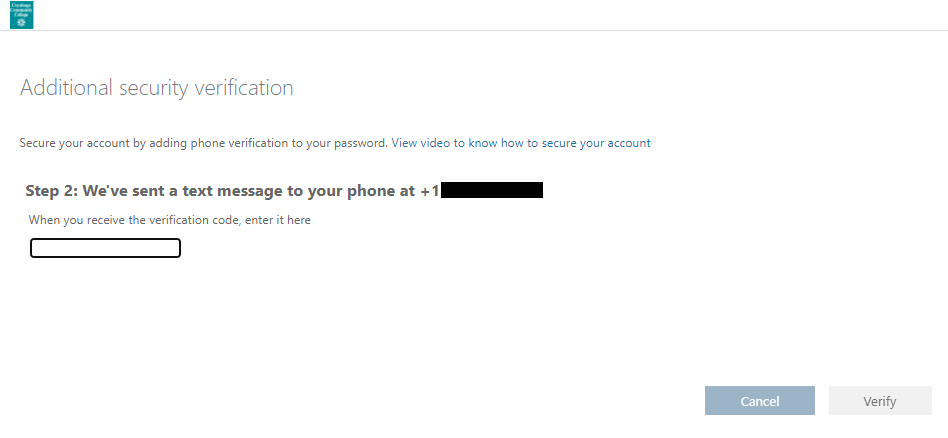 Cuyahoga
Community
College
Additional security verification
Secure your account by adding phone verification to your password. View video to know how to secure your account
Step 2: We've sent a text message to your phone at +1
When you receive the verification code, enter it here
Cancel
Verify